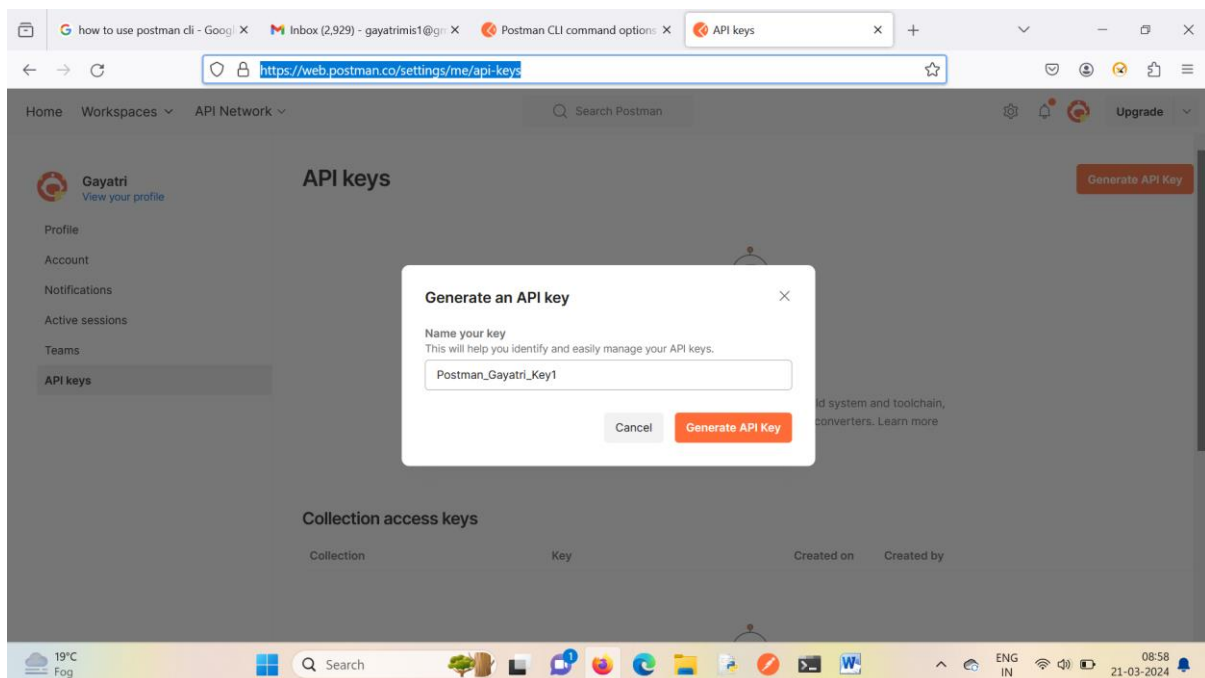 how to use postman cli - Googl
Inbox (2,929) - gayatrimis1@gm
Postman CLI command options
API keys
https://web.postman.co/settings/me/api-keys
Home Workspaces API Network Search Postman Upgrade
Gayatri
View your profile
API keys
Generate API Key
Profile
Account
Notifications
Active sessions
Teams
API keys
Generate an API key
Name your key
This will help you identify and easily manage your API keys.
Postman_Gayatri_Key1
Cancel Generate API Key
ld system and toolchain,
converters. Learn more
Collection access keys
Collection Key Created on Created by
19°C
Fog
Search
1
ENG
IN
08:58
21-03-2024